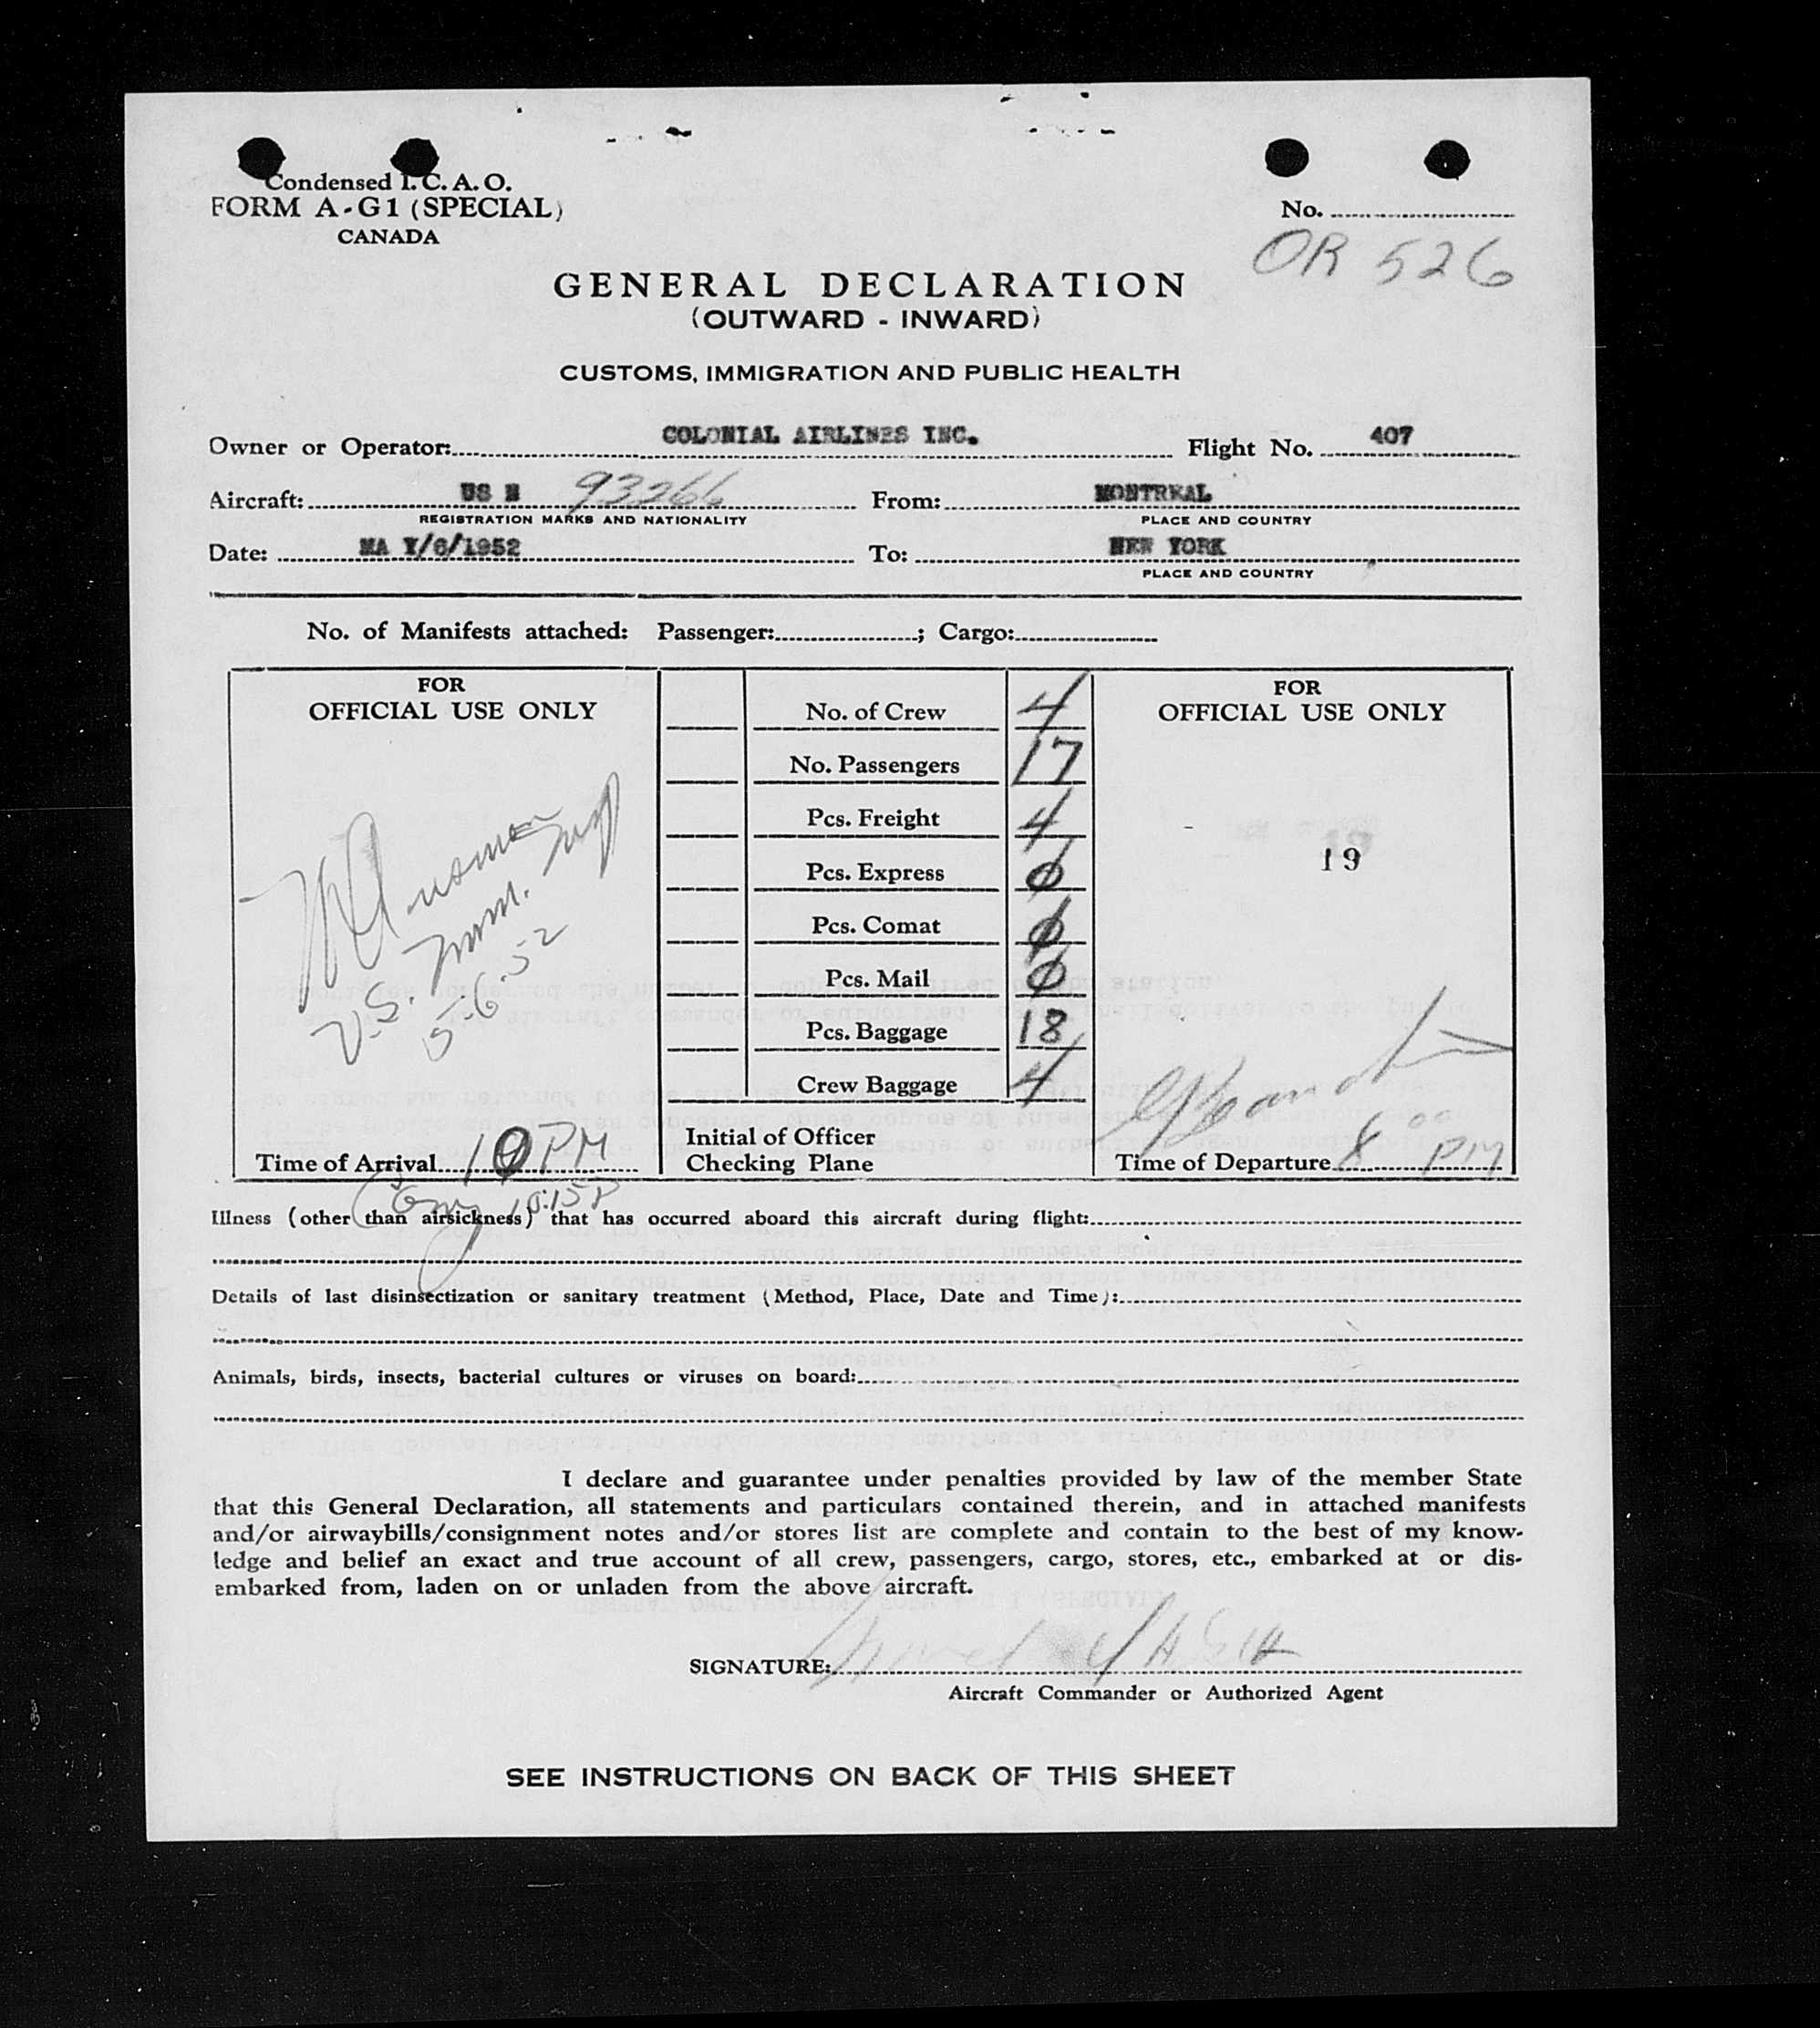 Condensed I.C.A.O.
FORM A-G1 (SPECIAL)
CANADA
No.
OR 526
GENERAL DECLARATION
(OUTWARD - INWARD)
CUSTOMS, IMMIGRATION AND PUBLIC HEALTH
Owner or Operator: COLONIAL AIRLINES INC. Flight No. 407
Aircraft: US N 93266 From: MONTREAL
REGISTRATION MARKS AND NATIONALITY PLACE AND COUNTRY
Date: MA Y/6/1952 To: NEW YORK
PLACE AND COUNTRY
No. of Manifests attached: Passenger: ; Cargo:
FOR
OFFICIAL USE ONLY
U.S. Imm. Insp
5.6.52
Time of Arrival 10 PM
10:15 P
No. of Crew 4
No. Passengers 17
Pcs. Freight 4
Pcs. Express 0
Pcs. Comat 0
Pcs. Mail 0
Pcs. Baggage 18
Crew Baggage 4
Initial of Officer
Checking Plane
FOR
OFFICIAL USE ONLY
19
Time of Departure 8 00 PM
Illness (other than airsickness) that has occurred aboard this aircraft during flight:
Details of last disinsectization or sanitary treatment (Method, Place, Date and Time):
Animals, birds, insects, bacterial cultures or viruses on board:
I declare and guarantee under penalties provided by law of the member State
that this General Declaration, all statements and particulars contained therein, and in attached manifests
and/or airwaybills/consignment notes and/or stores list are complete and contain to the best of my know-
ledge and belief an exact and true account of all crew, passengers, cargo, stores, etc., embarked at or dis-
embarked from, laden on or unladen from the above aircraft.
SIGNATURE:
Aircraft Commander or Authorized Agent
SEE INSTRUCTIONS ON BACK OF THIS SHEET